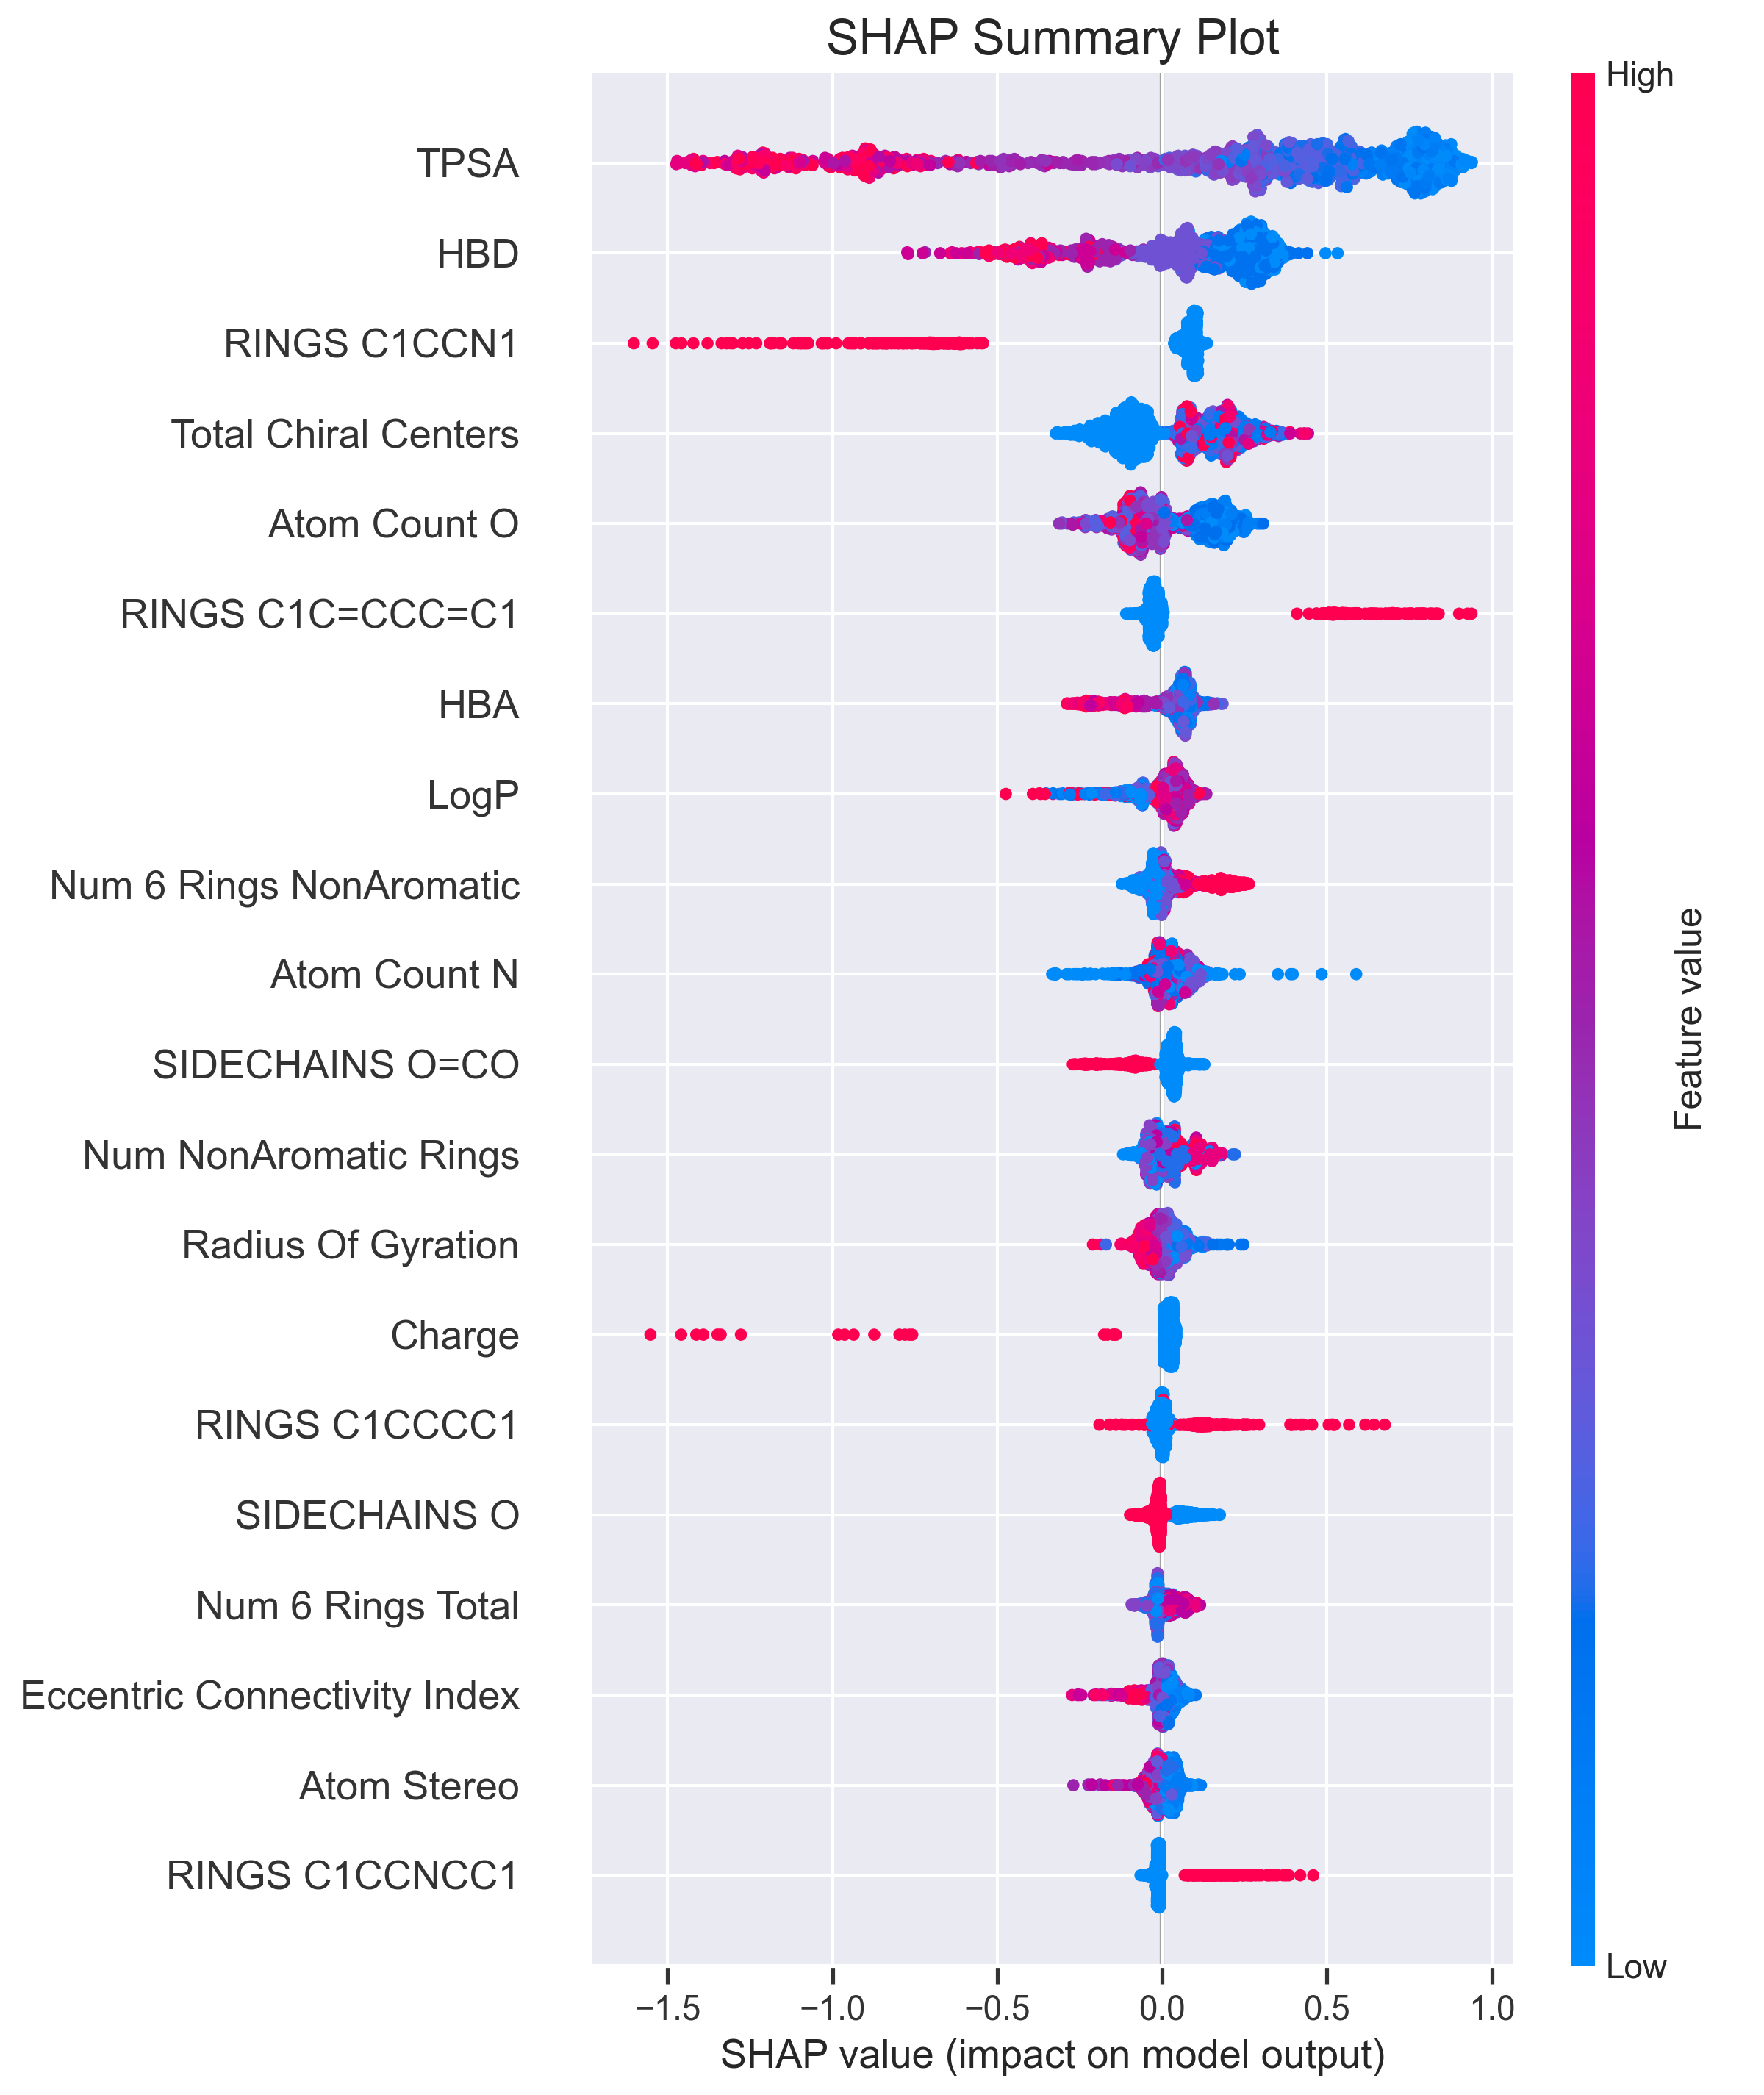 SHAP Summary Plot
High
TPSA
HBD
RINGS C1CCN1
Total Chiral Centers
Atom Count O
RINGS C1C=CCC=C1
HBA
LogP
Num 6 Rings NonAromatic
Atom Count N
SIDECHAINS O=CO
Num NonAromatic Rings
Radius Of Gyration
Charge
RINGS C1CCCC1
SIDECHAINS O
Num 6 Rings Total
Eccentric Connectivity Index
Atom Stereo
RINGS C1CCNCC1
Feature value
Low
−1.5 −1.0 −0.5 0.0 0.5 1.0
SHAP value (impact on model output)